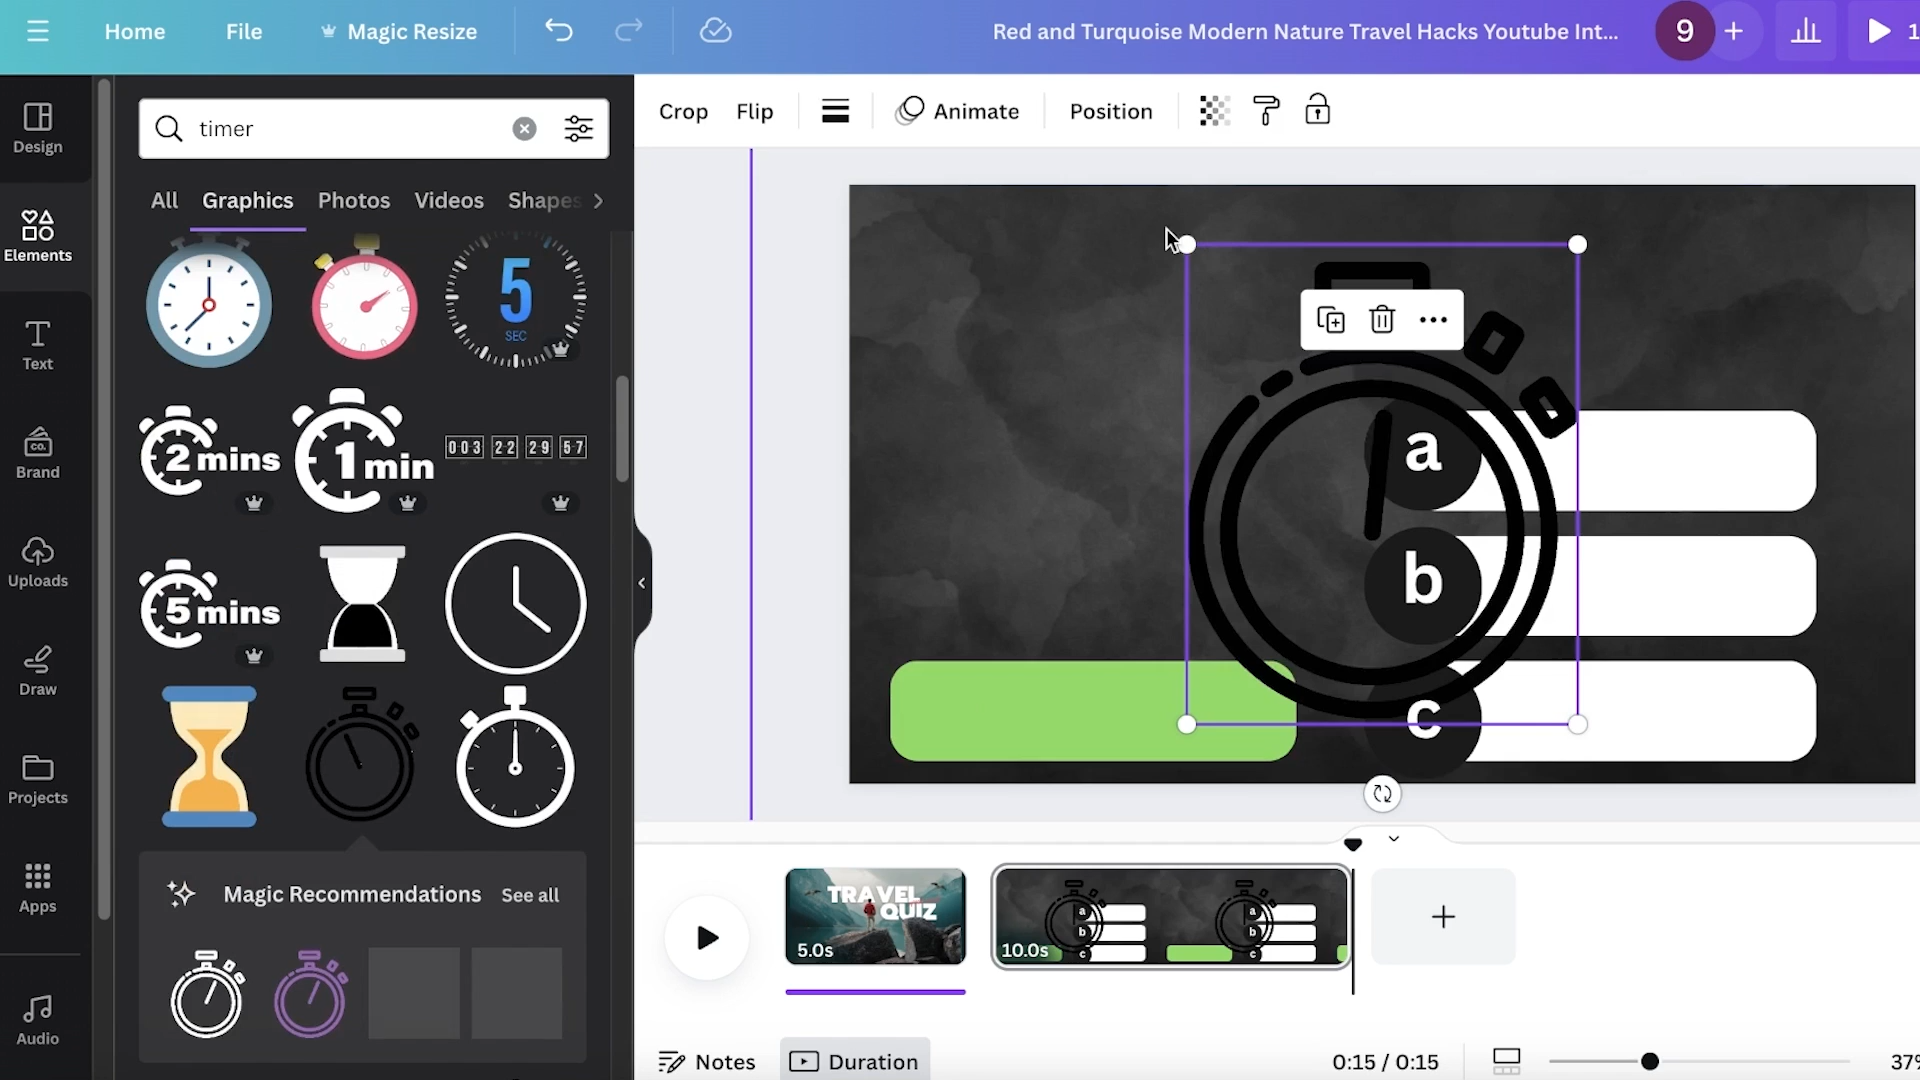 Home
File
Magic Resize
Red and Turquoise Modern Nature Travel Hacks Youtube Int...
9
1
Design
Elements
Text
Brand
co.
Uploads
Draw
Projects
Apps
Audio
timer
All
Graphics
Photos
Videos
Shapes
5
SEC
2 mins
1 min
003 22 29 57
5 mins
Magic Recommendations
See all
Crop
Flip
Animate
Position
a
b
c
TRAVEL
QUIZ
5.0s
10.0s
a
b
c
a
b
c
Notes
Duration
0:15 / 0:15
37%